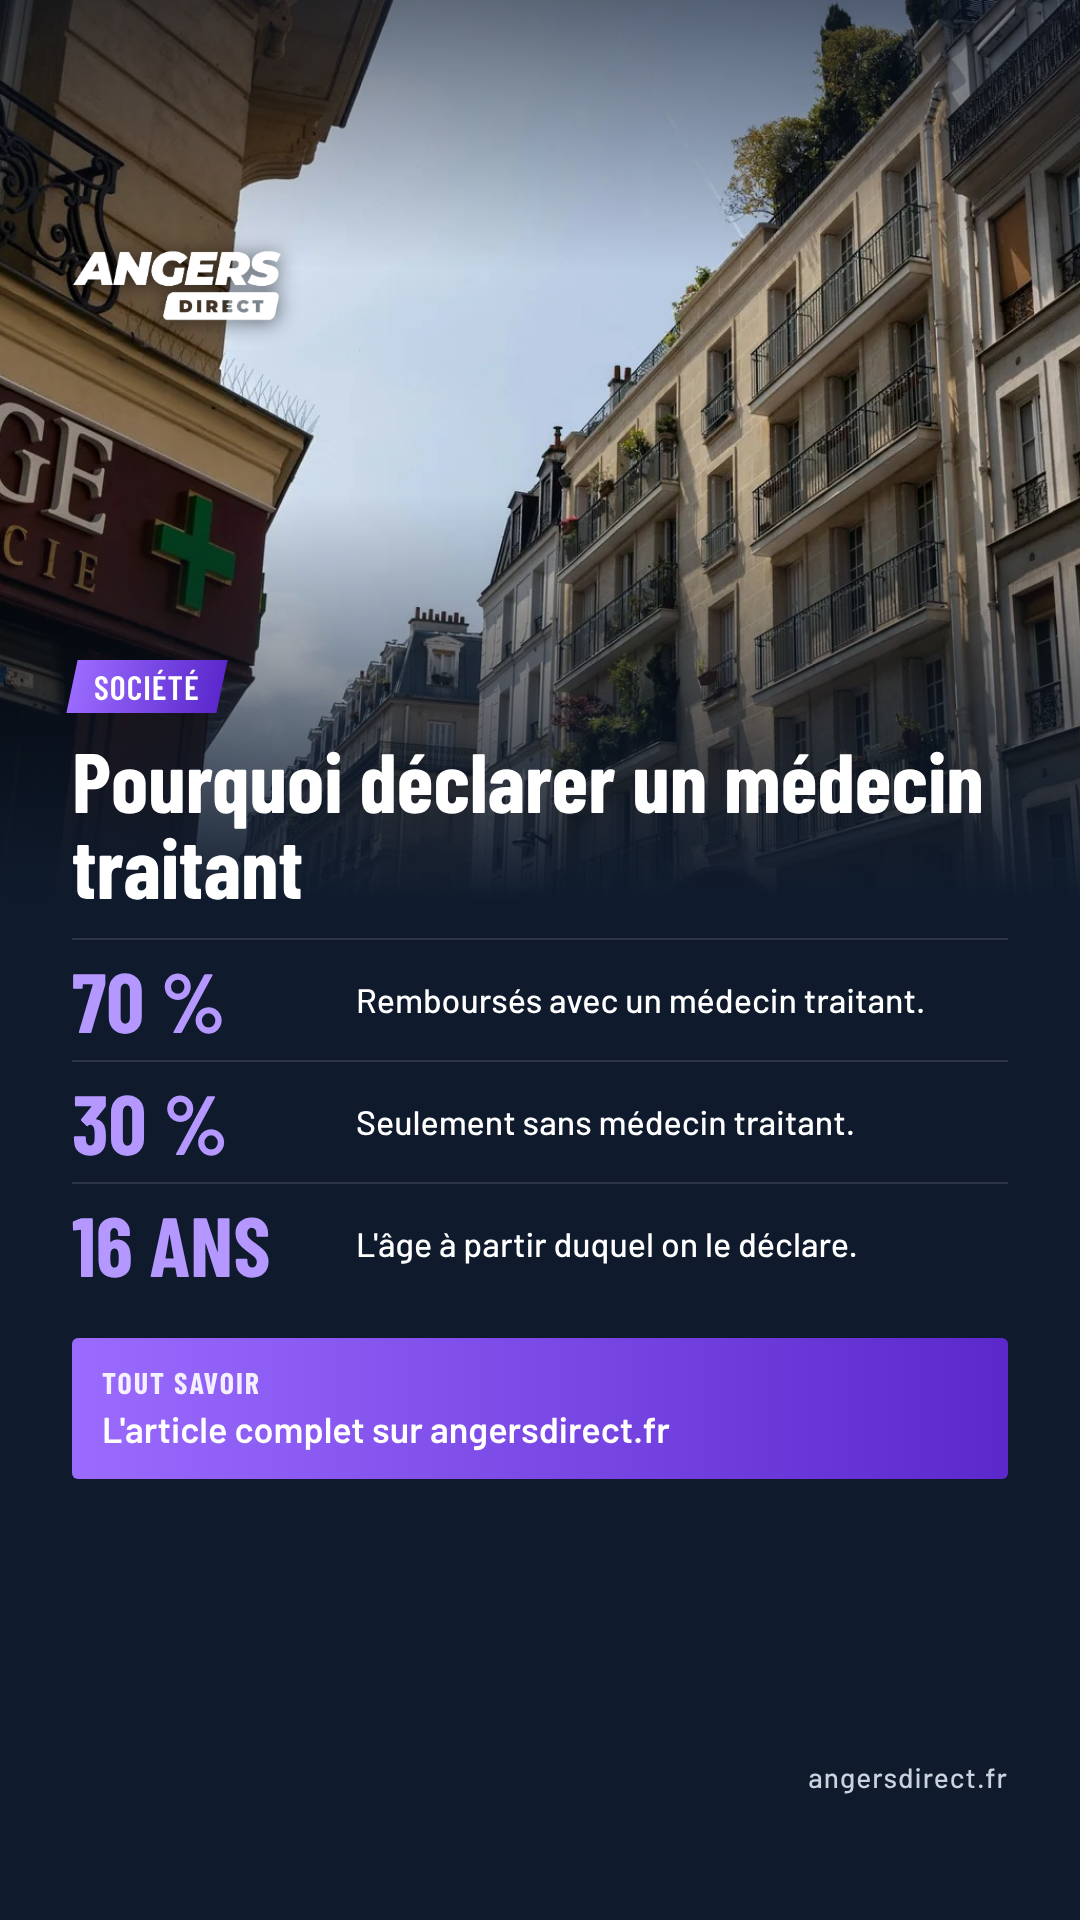 ANGERS
DIRECT
GE
CIE
SOCIÉTÉ
Pourquoi déclarer un médecin
traitant
70 %
Remboursés avec un médecin traitant.
30 %
Seulement sans médecin traitant.
16 ANS
L'âge à partir duquel on le déclare.
TOUT SAVOIR
L'article complet sur angersdirect.fr
angersdirect.fr